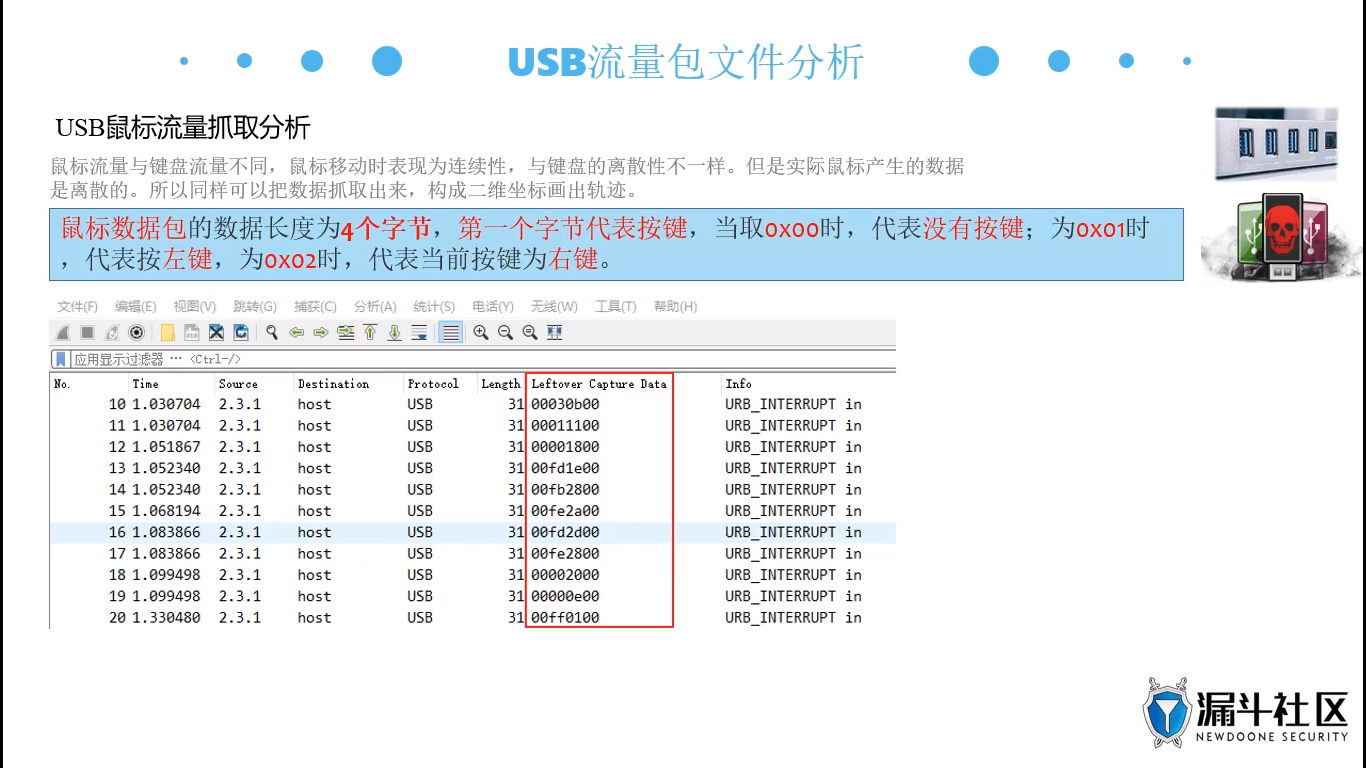 USB流量包文件分析
USB鼠标流量抓取分析
鼠标流量与键盘流量不同，鼠标移动时表现为连续性，与键盘的离散性不一样。但是实际鼠标产生的数据
是离散的。所以同样可以把数据抓取出来，构成二维坐标画出轨迹。
鼠标数据包的数据长度为4个字节，第一个字节代表按键，当取0x00时，代表没有按键；为0x01时
，代表按左键，为0x02时，代表当前按键为右键。
文件(F) 编辑(E) 视图(V) 跳转(G) 捕获(C) 分析(A) 统计(S) 电话(Y) 无线(W) 工具(T) 帮助(H)
应用显示过滤器 … <Ctrl-/>
No. Time Source Destination Protocol Length Leftover Capture Data Info
10 1.030704 2.3.1 host USB 31 00030b00 URB_INTERRUPT in
11 1.030704 2.3.1 host USB 31 00011100 URB_INTERRUPT in
12 1.051867 2.3.1 host USB 31 00001800 URB_INTERRUPT in
13 1.052340 2.3.1 host USB 31 00fd1e00 URB_INTERRUPT in
14 1.052340 2.3.1 host USB 31 00fb2800 URB_INTERRUPT in
15 1.068194 2.3.1 host USB 31 00fe2a00 URB_INTERRUPT in
16 1.083866 2.3.1 host USB 31 00fd2d00 URB_INTERRUPT in
17 1.083866 2.3.1 host USB 31 00fe2800 URB_INTERRUPT in
18 1.099498 2.3.1 host USB 31 00002000 URB_INTERRUPT in
19 1.099498 2.3.1 host USB 31 00000e00 URB_INTERRUPT in
20 1.330480 2.3.1 host USB 31 00ff0100 URB_INTERRUPT in
漏斗社区
NEWDOONE SECURITY